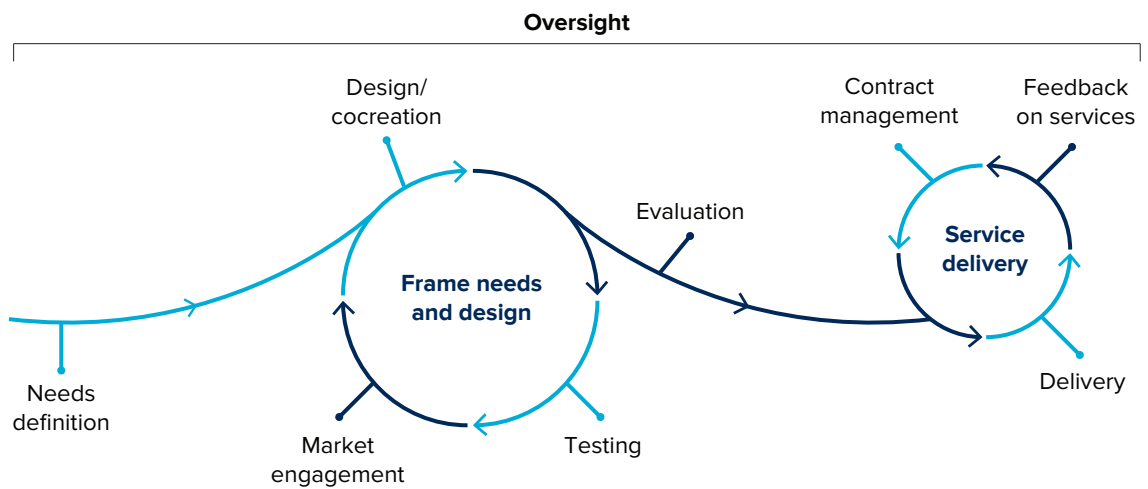 Oversight
Design/
cocreation
Contract
management
Feedback
on services
Evaluation
Service
delivery
Frame needs
and design
Needs
definition
Delivery
Market
engagement
Testing